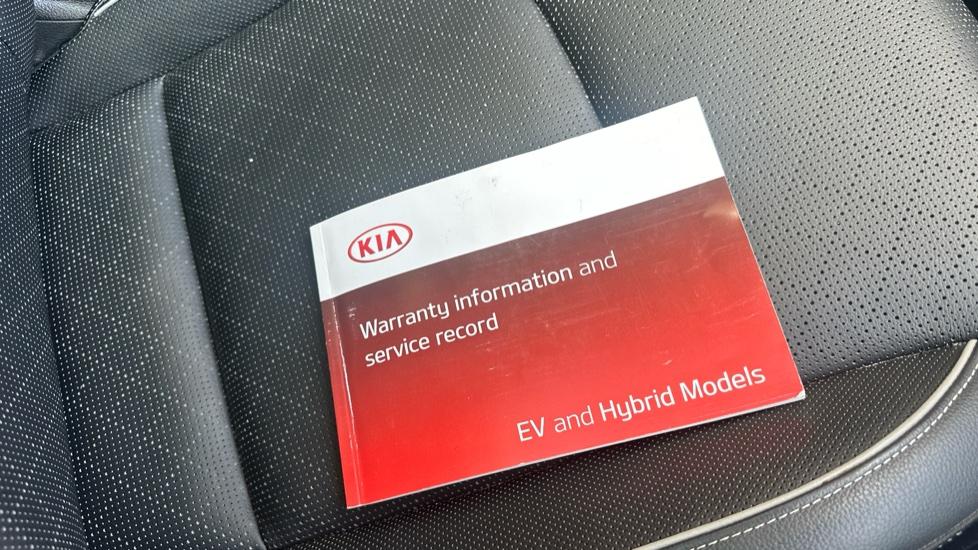 KIA
Warranty information and
service record
EV and Hybrid Models